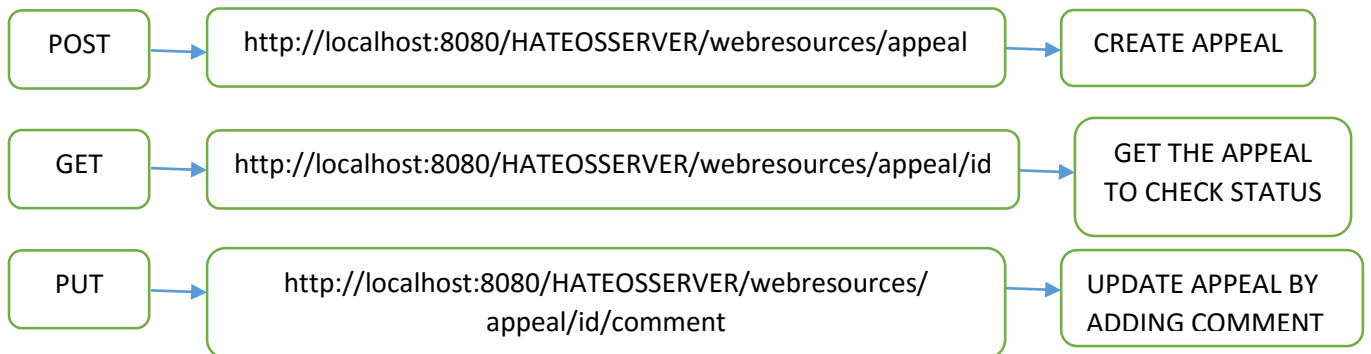 POST
http://localhost:8080/HATEOSSERVER/webresources/appeal
CREATE APPEAL
GET
http://localhost:8080/HATEOSSERVER/webresources/appeal/id
GET THE APPEAL
TO CHECK STATUS
PUT
http://localhost:8080/HATEOSSERVER/webresources/
appeal/id/comment
UPDATE APPEAL BY
ADDING COMMENT